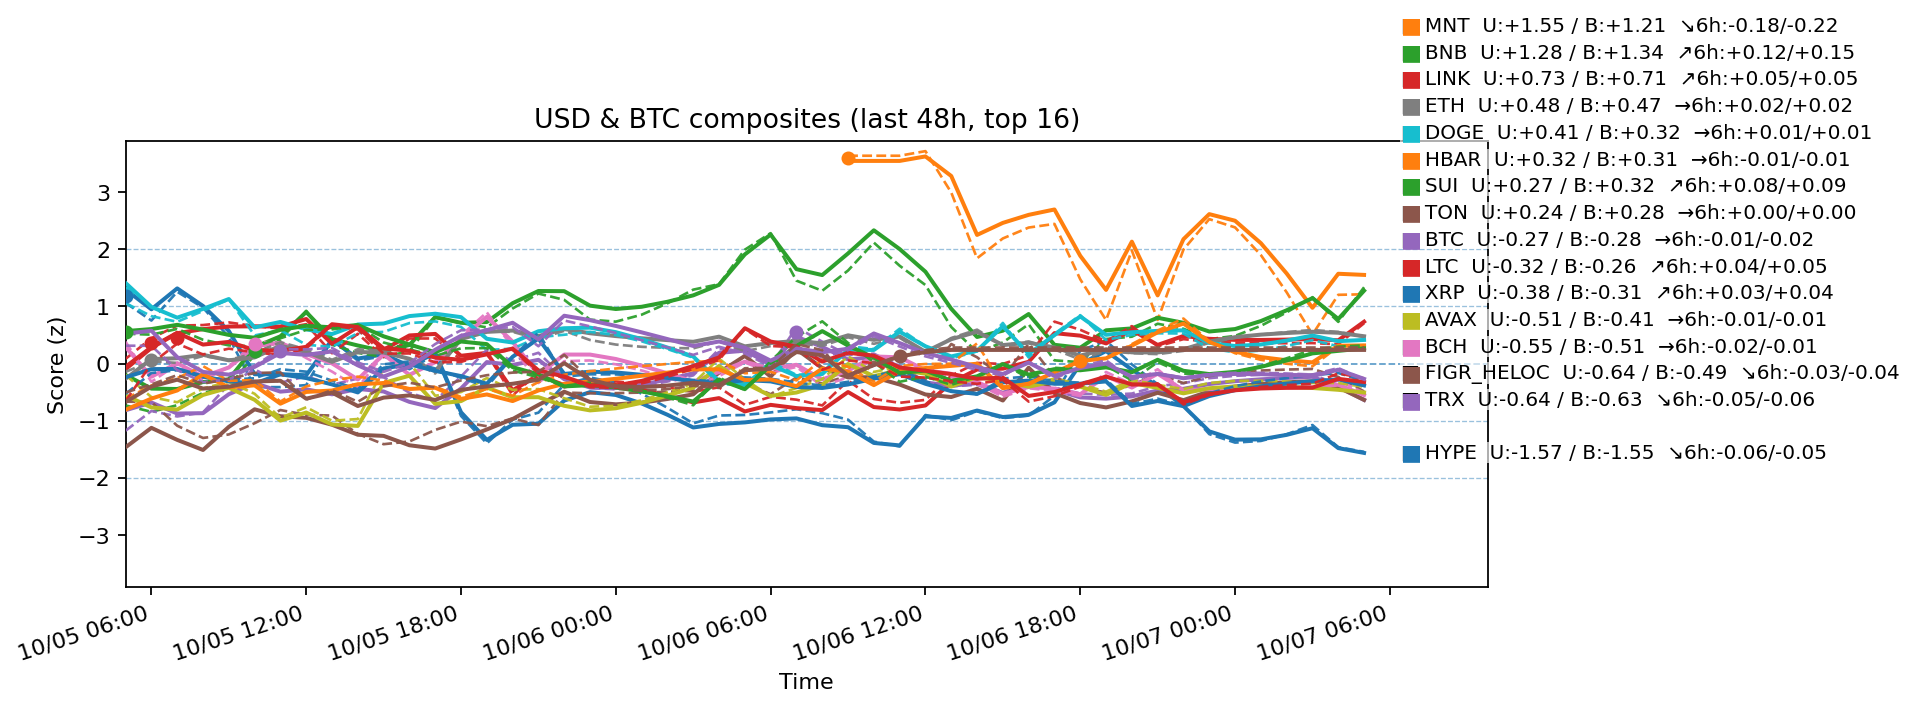 MNT U:+1.55 / B:+1.21 ↘6h:-0.18/-0.22
BNB U:+1.28 / B:+1.34 ↗6h:+0.12/+0.15
LINK U:+0.73 / B:+0.71 ↗6h:+0.05/+0.05
ETH U:+0.48 / B:+0.47 →6h:+0.02/+0.02
DOGE U:+0.41 / B:+0.32 →6h:+0.01/+0.01
HBAR U:+0.32 / B:+0.31 →6h:-0.01/-0.01
SUI U:+0.27 / B:+0.32 ↗6h:+0.08/+0.09
TON U:+0.24 / B:+0.28 →6h:+0.00/+0.00
BTC U:-0.27 / B:-0.28 →6h:-0.01/-0.02
LTC U:-0.32 / B:-0.26 ↗6h:+0.04/+0.05
XRP U:-0.38 / B:-0.31 ↗6h:+0.03/+0.04
AVAX U:-0.51 / B:-0.41 →6h:-0.01/-0.01
BCH U:-0.55 / B:-0.51 →6h:-0.02/-0.01
FIGR_HELOC U:-0.64 / B:-0.49 ↘6h:-0.03/-0.04
TRX U:-0.64 / B:-0.63 ↘6h:-0.05/-0.06
HYPE U:-1.57 / B:-1.55 ↘6h:-0.06/-0.05
USD & BTC composites (last 48h, top 16)
Score (z)
3
2
1
0
−1
−2
−3
10/05 06:00
10/05 12:00
10/05 18:00
10/06 00:00
10/06 06:00
10/06 12:00
10/06 18:00
10/07 00:00
10/07 06:00
Time